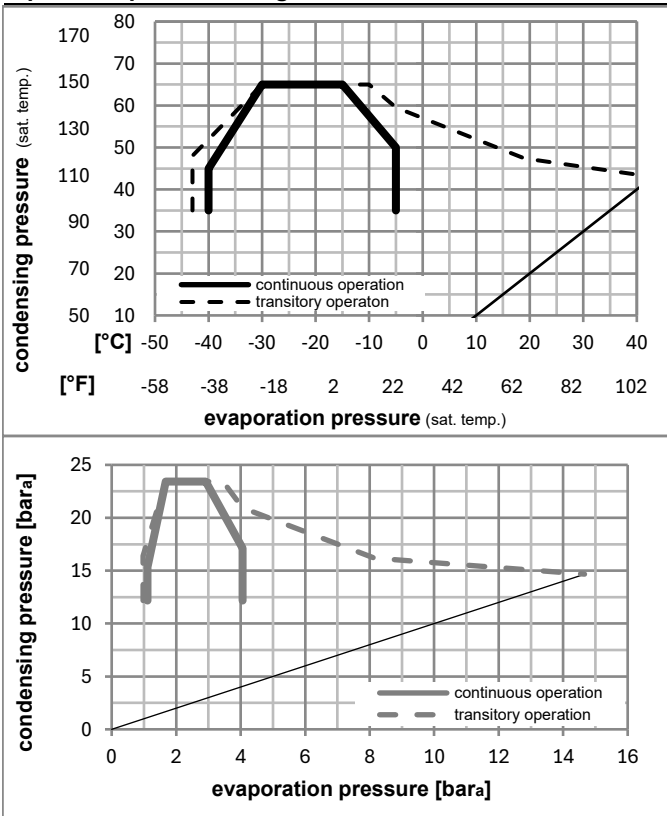 condensing pressure (sat. temp.)
170 80
70
150 60
130 50
110 40
90 30
70 20
50 10
continuous operation
transitory operaton
[°C] -50 -40 -30 -20 -10 0 10 20 30 40
[°F] -58 -38 -18 2 22 42 62 82 102
evaporation pressure (sat. temp.)
condensing pressure [bara]
25
20
15
10
5
0
continuous operation
transitory operation
0 2 4 6 8 10 12 14 16
evaporation pressure [bara]